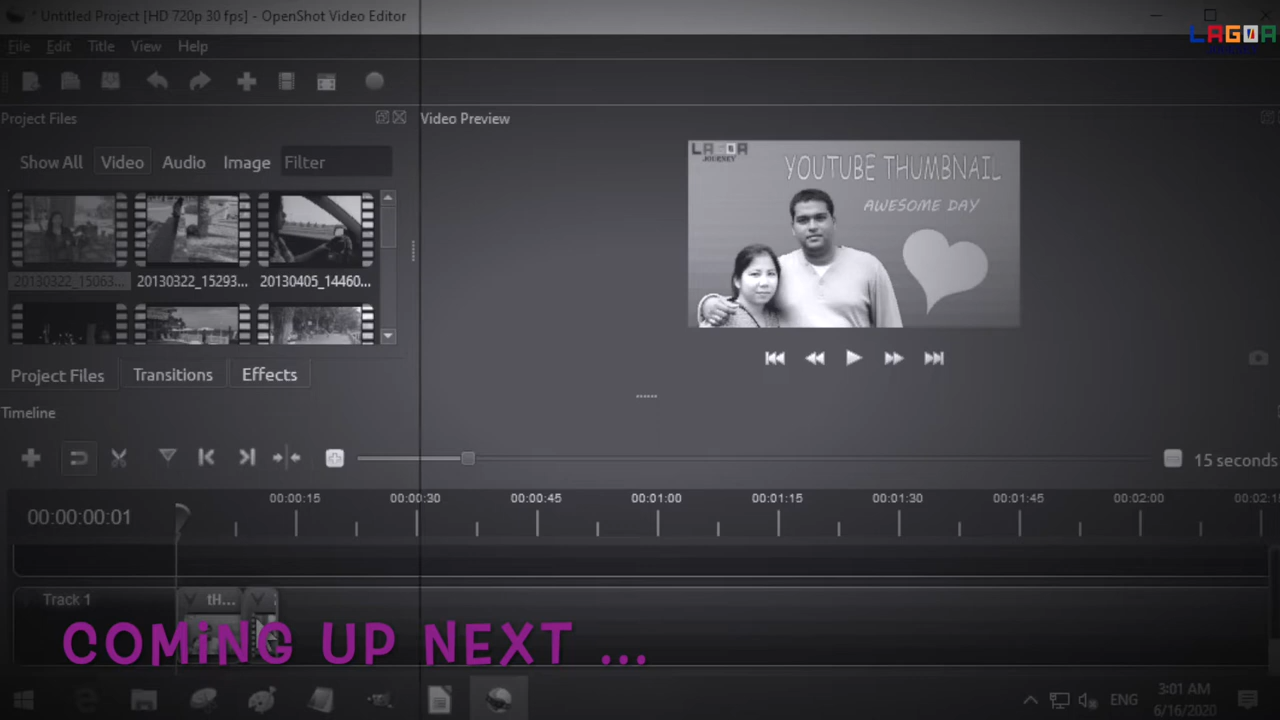 * Untitled Project [HD 720p 30 fps] - OpenShot Video Editor
LAGOA
File Edit Title View Help
Project Files
Video Preview
Show All Video Audio Image Filter
LAGOA
JOURNEY
YOUTUBE THUMBNAIL
AWESOME DAY
20130322_15063... 20130322_15293... 20130405_14460...
Project Files Transitions Effects
Timeline
15 seconds
00:00:15 00:00:30 00:00:45 00:01:00 00:01:15 00:01:30 00:01:45 00:02:00
00:00:00:01
Track 1
tH...
COMiNG UP NEXT ...
ENG
3:01 AM
6/16/2020